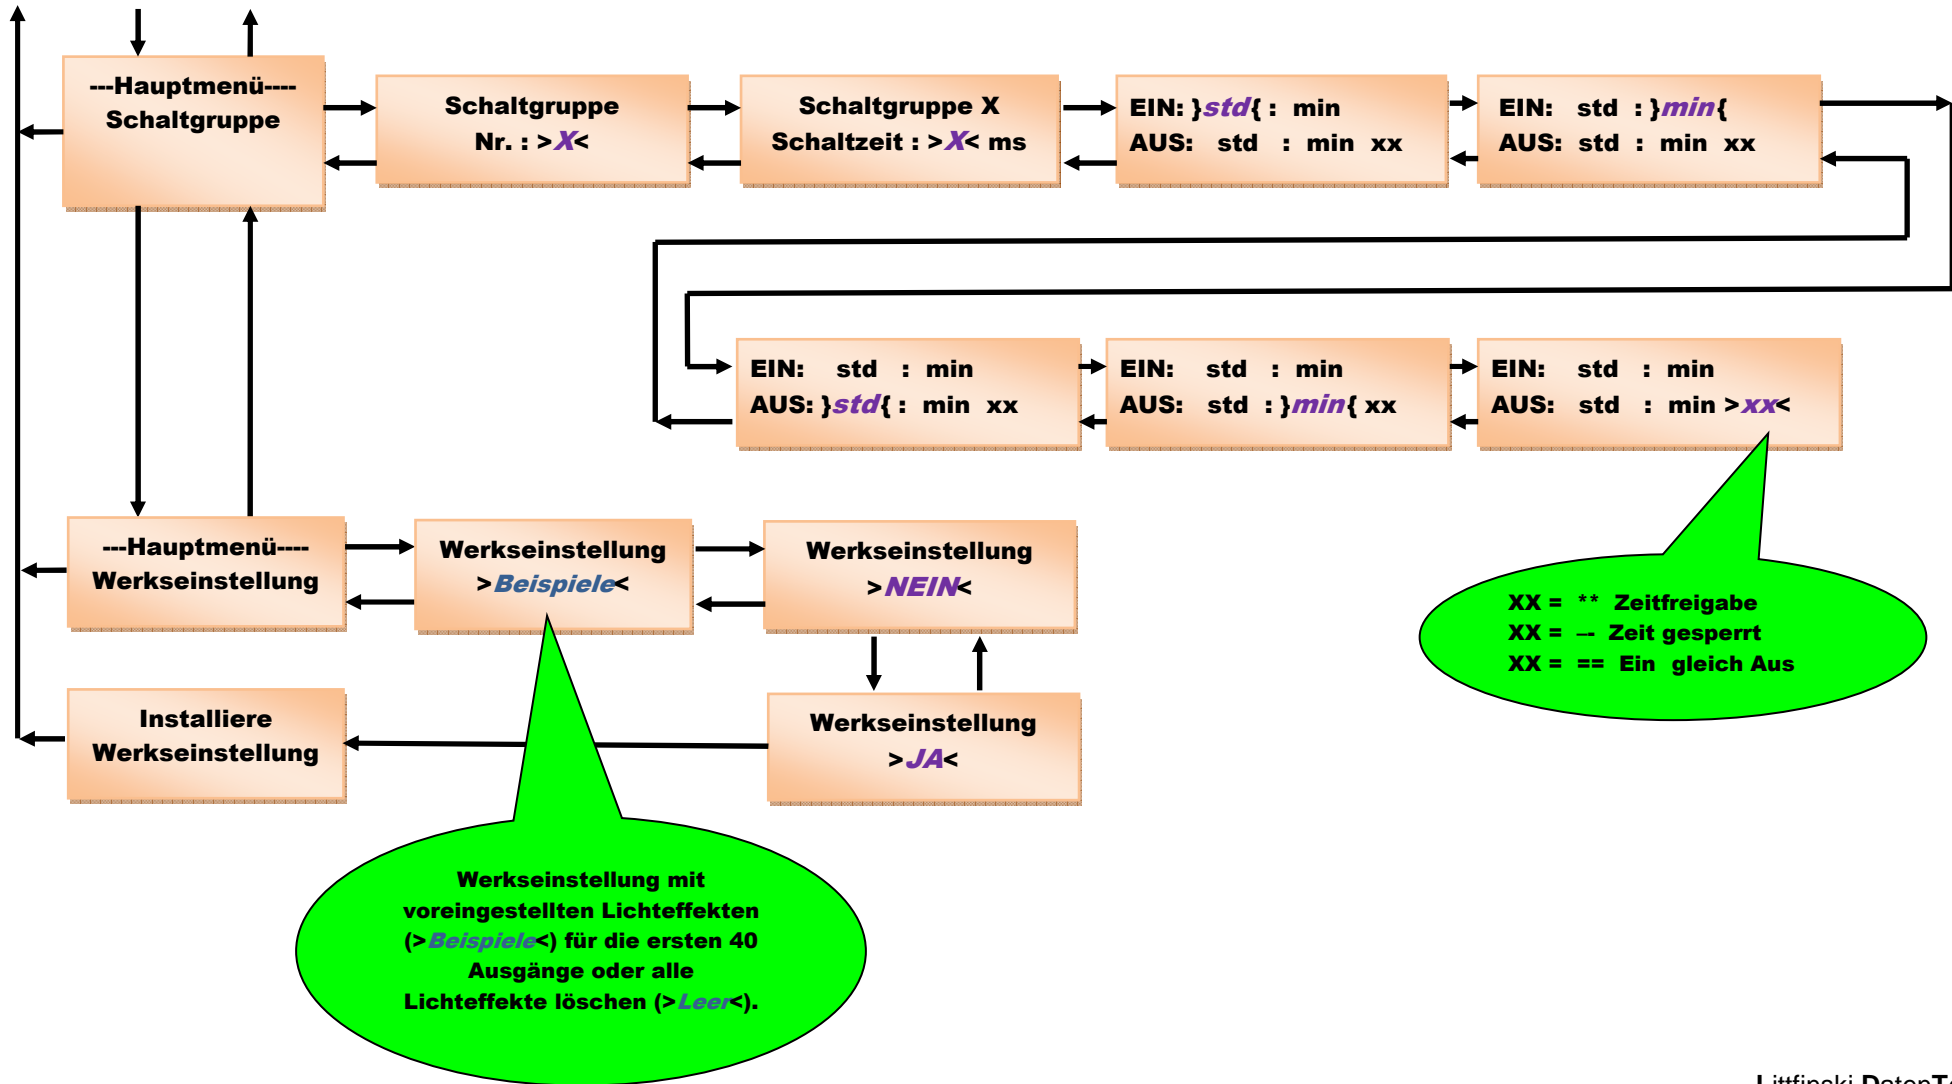 ---Hauptmenü----
Schaltgruppe
Schaltgruppe
Nr. : >X<
Schaltgruppe X
Schaltzeit : >X< ms
EIN: }std{ : min
AUS: std : min xx
EIN: std : }min{
AUS: std : min xx
EIN: std : min
AUS: }std{ : min xx
EIN: std : min
AUS: std : }min{ xx
EIN: std : min
AUS: std : min >xx<
---Hauptmenü----
Werkseinstellung
Werkseinstellung
>Beispiele<
Werkseinstellung
>NEIN<
XX = ** Zeitfreigabe
XX = –- Zeit gesperrt
XX = == Ein gleich Aus
Installiere
Werkseinstellung
Werkseinstellung
>JA<
Werkseinstellung mit
voreingestellten Lichteffekten
(>Beispiele<) für die ersten 40
Ausgänge oder alle
Lichteffekte löschen (>Leer<).